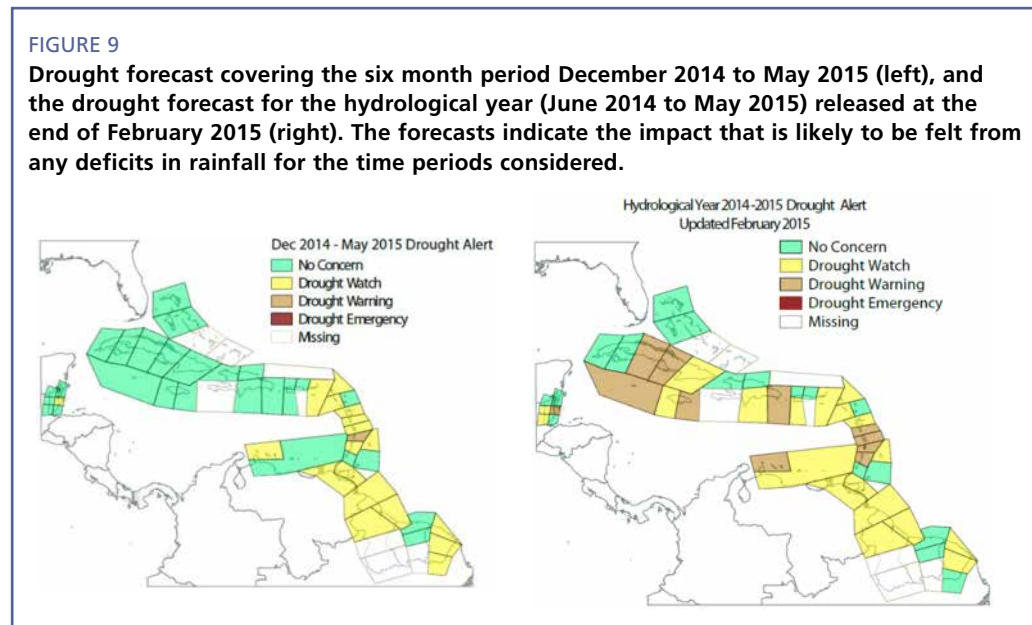 FIGURE 9
Drought forecast covering the six month period December 2014 to May 2015 (left), and
the drought forecast for the hydrological year (June 2014 to May 2015) released at the
end of February 2015 (right). The forecasts indicate the impact that is likely to be felt from
any deficits in rainfall for the time periods considered.
Dec 2014 - May 2015 Drought Alert
No Concern
Drought Watch
Drought Warning
Drought Emergency
Missing
Hydrological Year 2014-2015 Drought Alert
Updated February 2015
No Concern
Drought Watch
Drought Warning
Drought Emergency
Missing